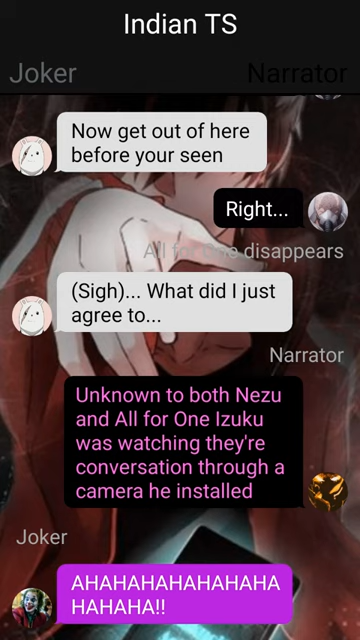 Indian TS
Joker
Narrator
Now get out of here
before your seen
Right...
All for One disappears
(Sigh)... What did I just
agree to...
Narrator
Unknown to both Nezu
and All for One Izuku
was watching they're
conversation through a
camera he installed
Joker
AHAHAHAHAHAHAHA
HAHAHA!!